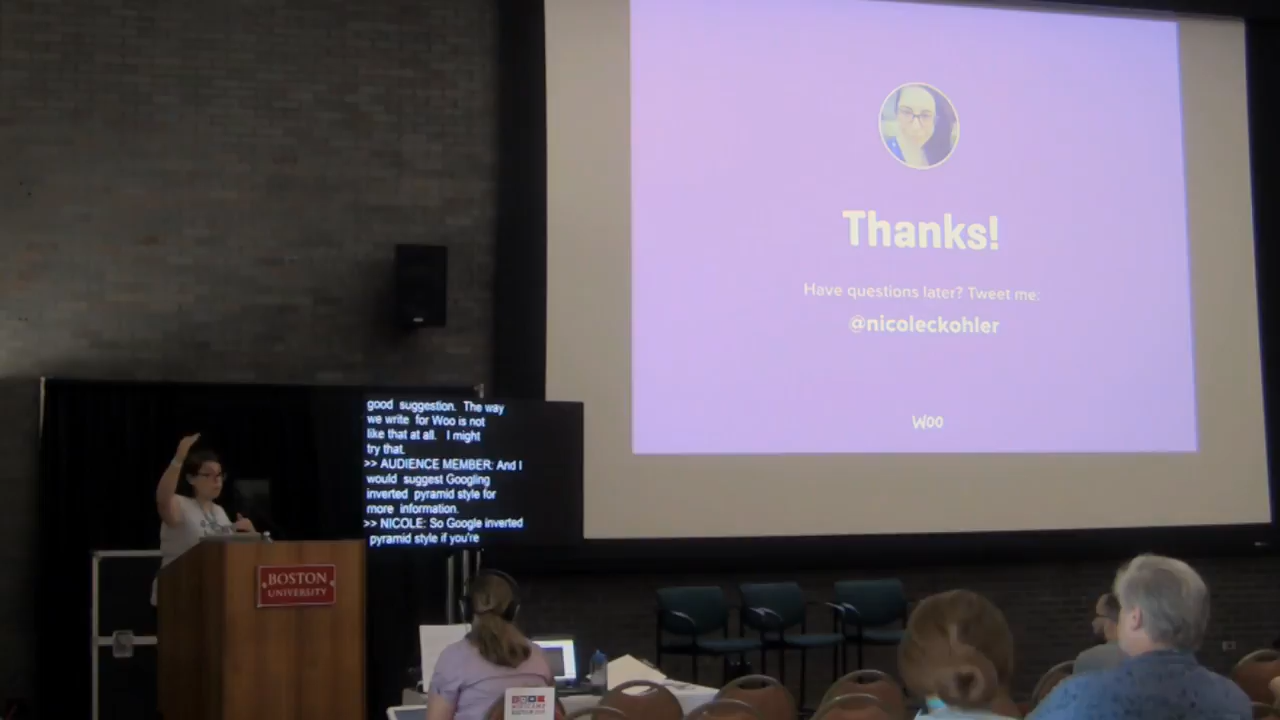 Thanks!
Have questions later? Tweet me:
@nicoleckohler
Woo
good suggestion. The way
we write for Woo is not
like that at all. I might
try that.
>> AUDIENCE MEMBER: And I
would suggest Googling
inverted pyramid style for
more information.
>> NICOLE: So Google inverted
pyramid style if you're
BOSTON
UNIVERSITY